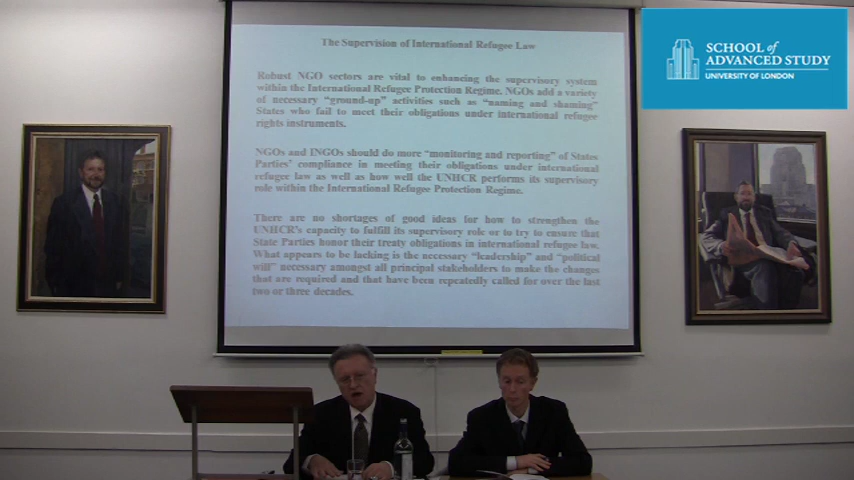 The Supervision of International Refugee Law
Robust NGO sectors are vital to enhancing the supervisory system
within the International Refugee Protection Regime. NGOs add a variety
of necessary “ground-up” activities such as “naming and shaming”
States who fail to meet their obligations under international refugee
rights instruments.
NGOs and INGOs should do more “monitoring and reporting” of States
Parties’ compliance in meeting their obligations under international
refugee law as well as how well the UNHCR performs its supervisory
role within the International Refugee Protection Regime.
There are no shortages of good ideas for how to strengthen the
UNHCR’s capacity to fulfill its supervisory role or to try to ensure that
State Parties honor their treaty obligations in international refugee law.
What appears to be lacking is the necessary “leadership” and “political
will” necessary amongst all principal stakeholders to make the changes
that are required and that have been repeatedly called for over the last
two or three decades.
SCHOOL of
ADVANCED STUDY
UNIVERSITY OF LONDON